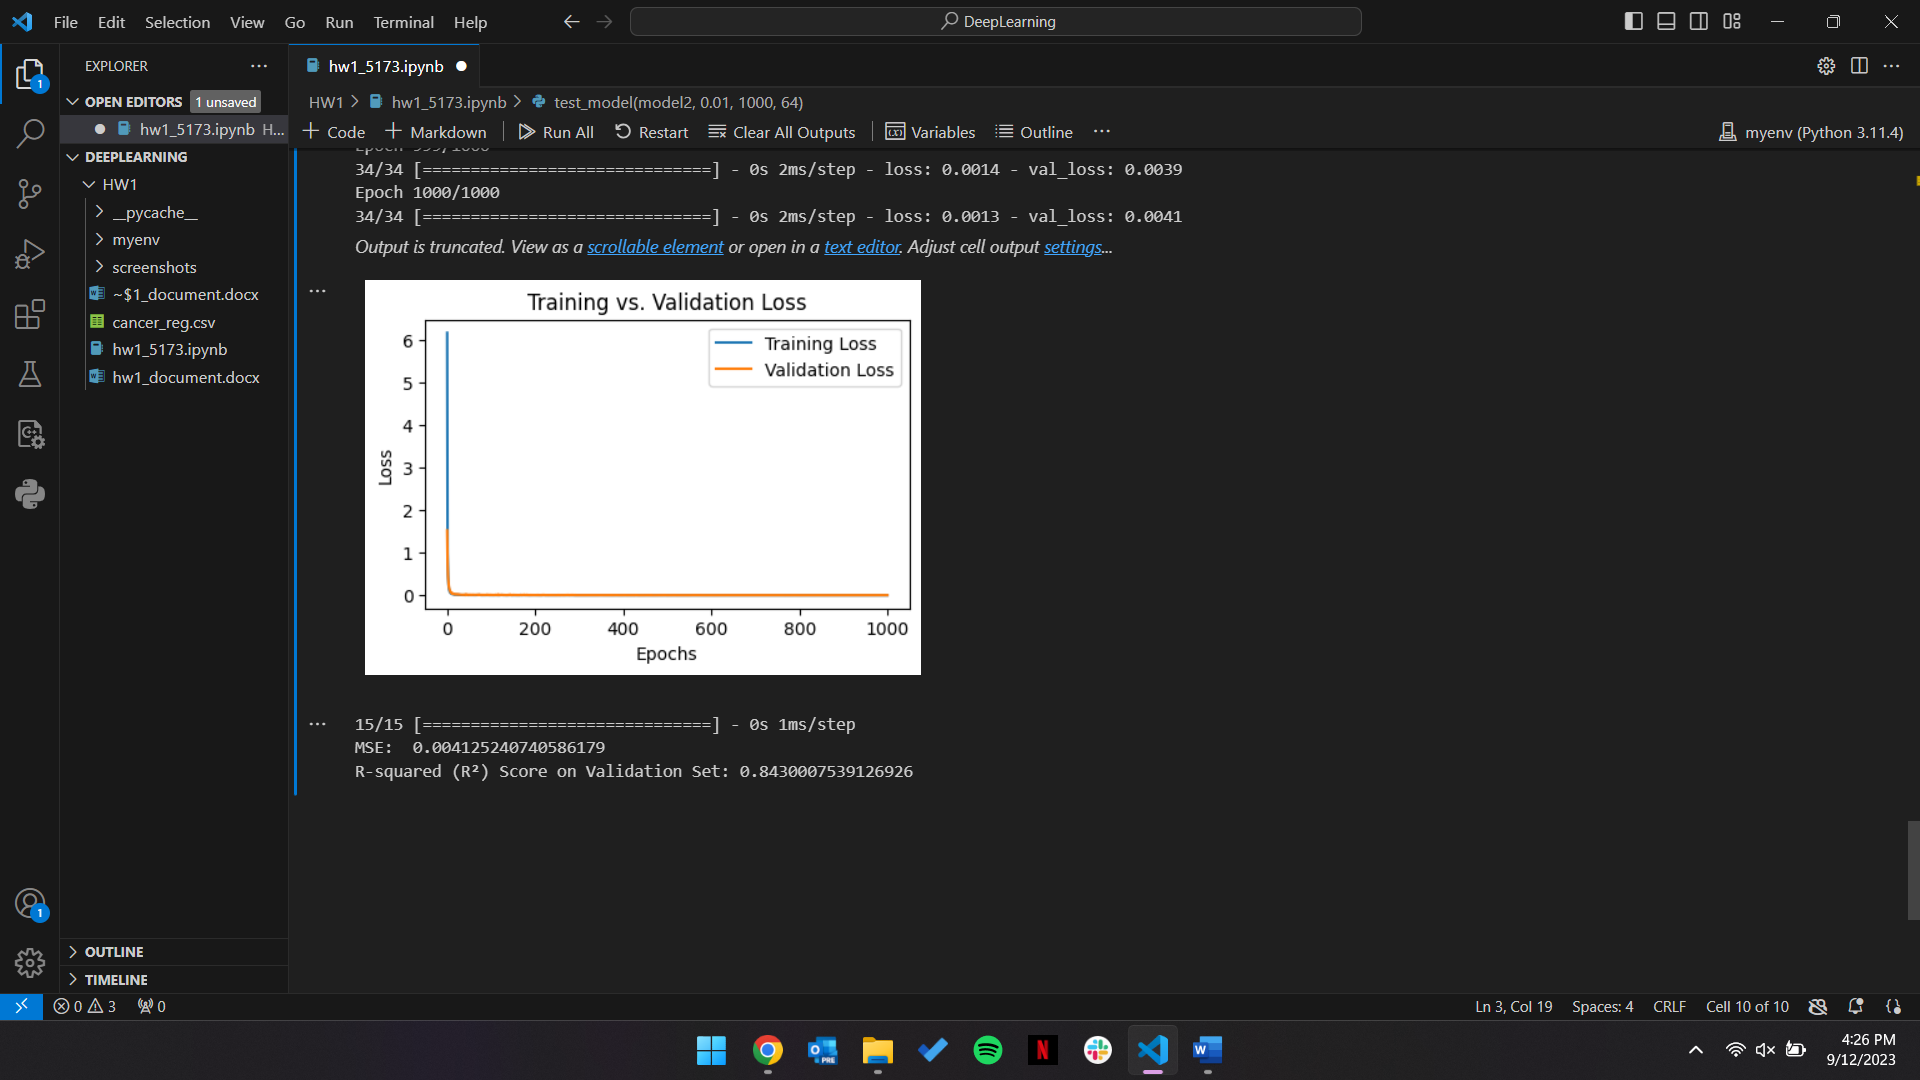 File Edit Selection View Go Run Terminal Help
DeepLearning
EXPLORER
hw1_5173.ipynb
OPEN EDITORS 1 unsaved
hw1_5173.ipynb H...
DEEPLEARNING
HW1
__pycache__
myenv
screenshots
~$1_document.docx
cancer_reg.csv
hw1_5173.ipynb
hw1_document.docx
OUTLINE
TIMELINE
1
1
HW1 > hw1_5173.ipynb > test_model(model2, 0.01, 1000, 64)
+ Code + Markdown Run All Restart Clear All Outputs Variables Outline ...
myenv (Python 3.11.4)
Epoch 999/1000
34/34 [==============================] - 0s 2ms/step - loss: 0.0014 - val_loss: 0.0039
Epoch 1000/1000
34/34 [==============================] - 0s 2ms/step - loss: 0.0013 - val_loss: 0.0041
Output is truncated. View as a scrollable element or open in a text editor. Adjust cell output settings...
Training vs. Validation Loss
Training Loss
Validation Loss
6
5
4
3
2
1
0
Loss
0 200 400 600 800 1000
Epochs
15/15 [==============================] - 0s 1ms/step
MSE: 0.004125240740586179
R-squared (R²) Score on Validation Set: 0.8430007539126926
0 3 0
Ln 3, Col 19 Spaces: 4 CRLF Cell 10 of 10
O PRE
N
W
4:26 PM
9/12/2023